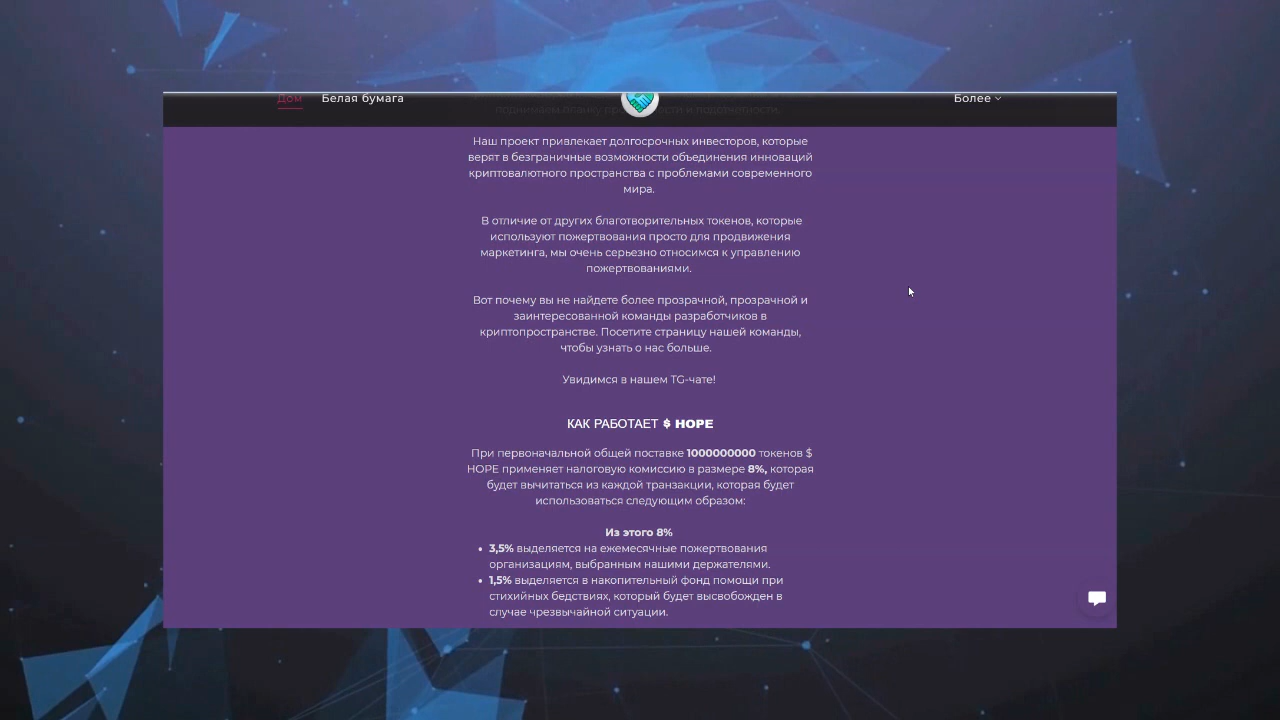 Дом
Белая бумага
Более
Наш проект привлекает долгосрочных инвесторов, которые
верят в безграничные возможности объединения инноваций
криптовалютного пространства с проблемами современного
мира.
В отличие от других благотворительных токенов, которые
используют пожертвования просто для продвижения
маркетинга, мы очень серьезно относимся к управлению
пожертвованиями.
Вот почему вы не найдете более прозрачной, прозрачной и
заинтересованной команды разработчиков в
криптопространстве. Посетите страницу нашей команды,
чтобы узнать о нас больше.
Увидимся в нашем TG-чате!
КАК РАБОТАЕТ $ HOPE
При первоначальной общей поставке 1000000000 токенов $
HOPE применяет налоговую комиссию в размере 8%, которая
будет вычитаться из каждой транзакции, которая будет
использоваться следующим образом:
Из этого 8%
• 3,5% выделяется на ежемесячные пожертвования
организациям, выбранным нашими держателями.
• 1,5% выделяется в накопительный фонд помощи при
стихийных бедствиях, который будет высвобожден в
случае чрезвычайной ситуации.